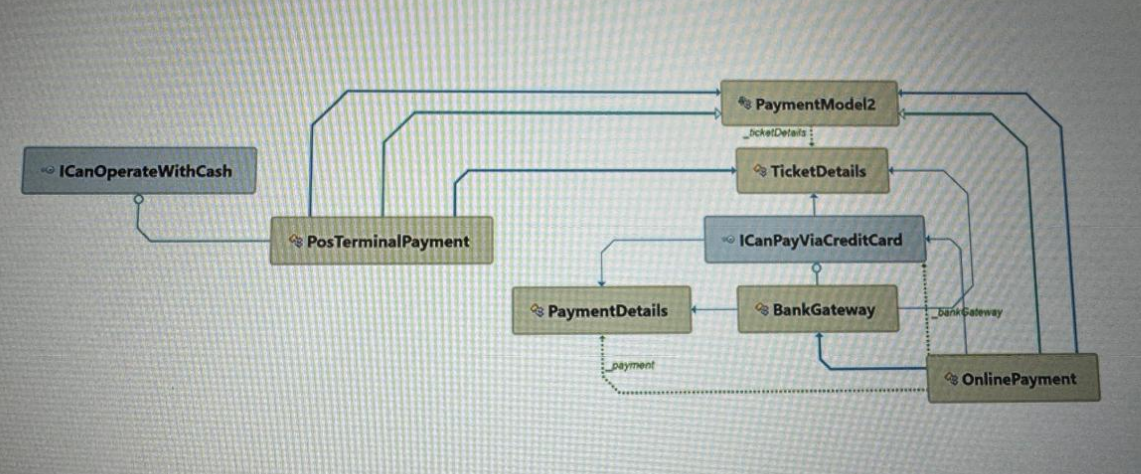 PaymentModel2
_ticketDetails
ICanOperateWithCash
TicketDetails
PosTerminalPayment
ICanPayViaCreditCard
PaymentDetails
BankGateway
_bankGateway
_payment
OnlinePayment